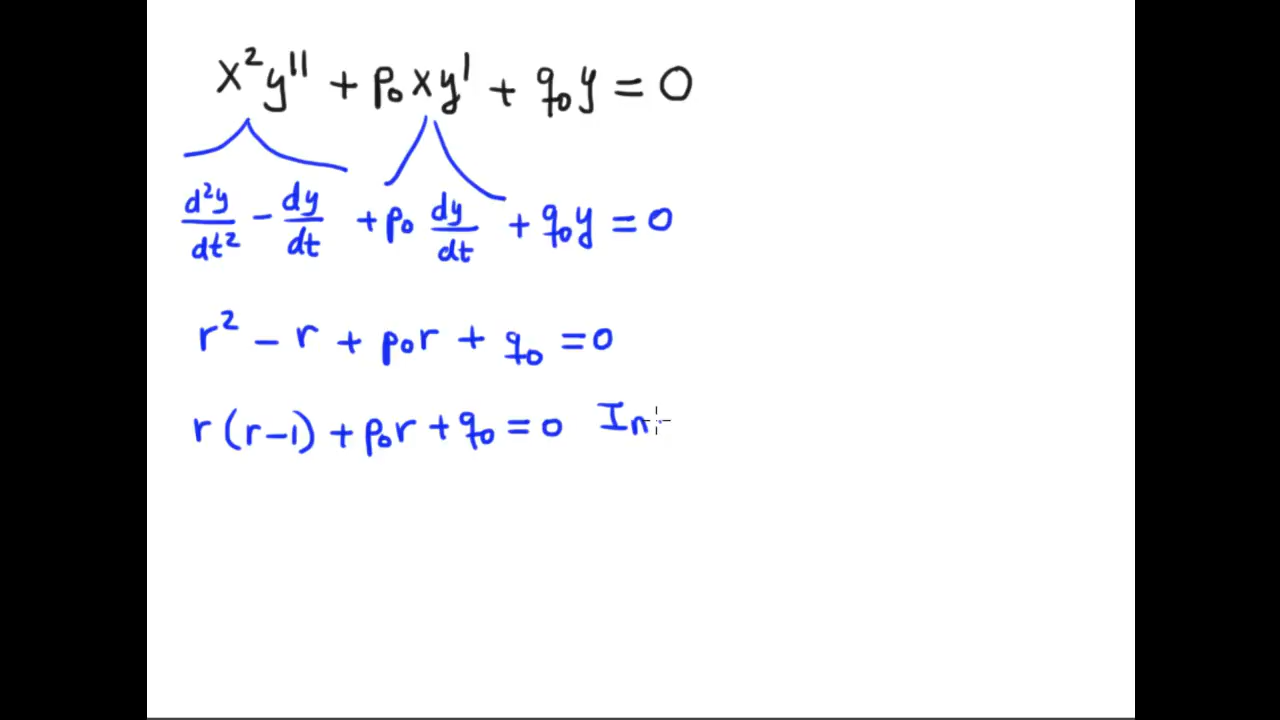 x²y'' + p₀xy' + q₀y = 0
d²y/dt² - dy/dt + p₀ dy/dt + q₀y = 0
r² - r + p₀r + q₀ = 0
r(r-1) + p₀r + q₀ = 0 In